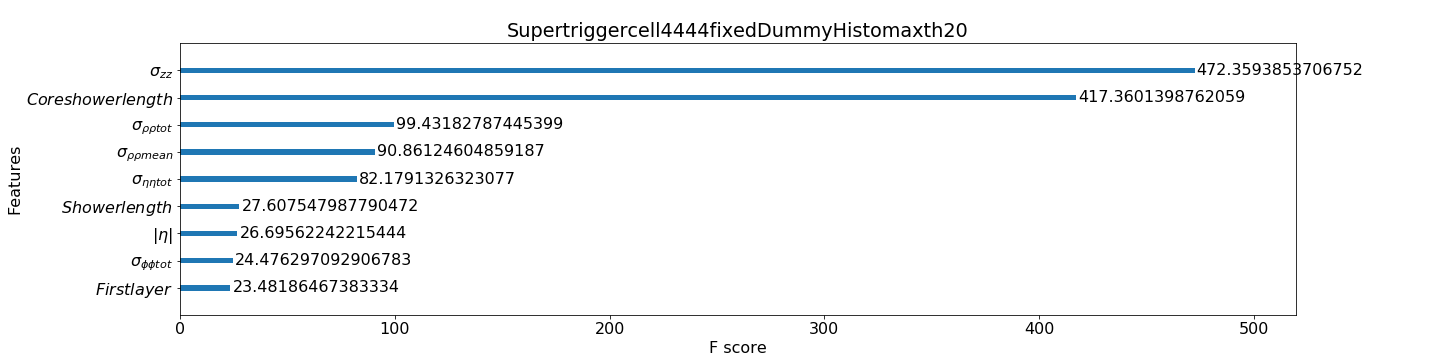 Supertriggercell4444fixedDummyHistomaxth20
σzz 472.3593853706752
Coreshowerlength 417.3601398762059
σρρtot 99.43182787445399
σρρmean 90.86124604859187
σηηtot 82.1791326323077
Showerlength 27.607547987790472
|η| 26.69562242215444
σϕϕtot 24.476297092906783
Firstlayer 23.48186467383334
Features
0 100 200 300 400 500
F score